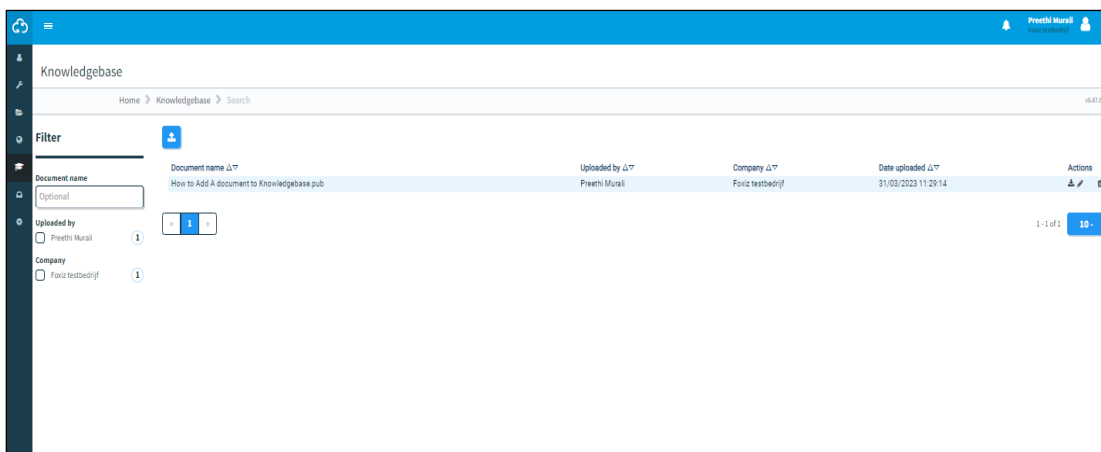 Preethi Murali
Foxiz testbedrijf
Knowledgebase
Home Knowledgebase Search
Filter
Document name
Optional
Uploaded by
Preethi Murali 1
Company
Foxiz testbedrijf 1
Document name Uploaded by Company Date uploaded Actions
How to Add A document to Knowledgebase.pub Preethi Murali Foxiz testbedrijf 31/03/2023 11:29:14
« 1 »
1 - 1 of 1 10